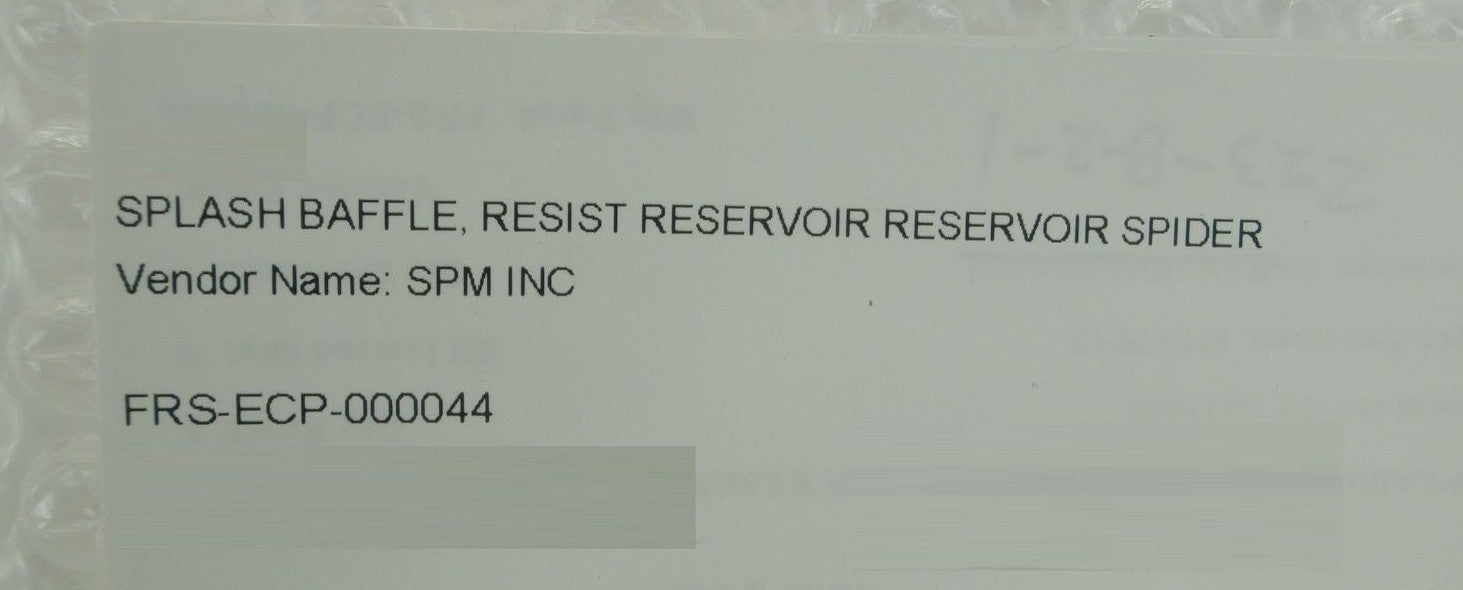 SPLASH BAFFLE, RESIST RESERVOIR RESERVOIR SPIDER
Vendor Name: SPM INC
FRS-ECP-000044